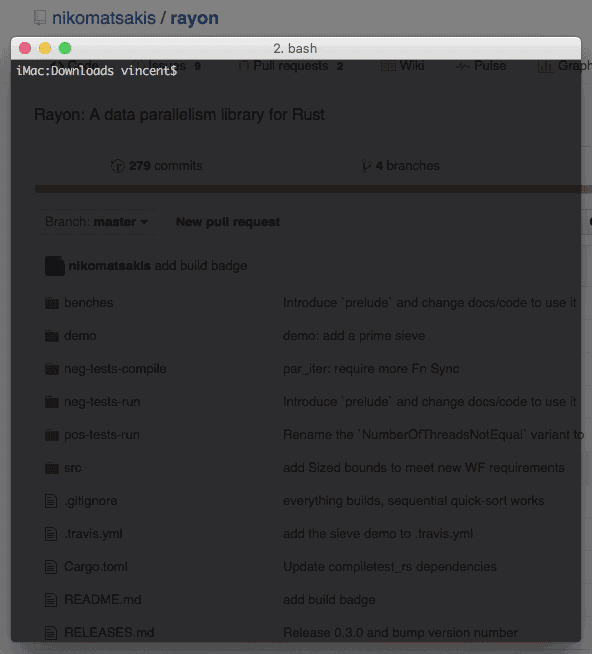 nikomatsakis / rayon
2. bash
Code Issues 9 Pull requests 2 Wiki Pulse Graph
iMac:Downloads vincent$
Rayon: A data parallelism library for Rust
279 commits 4 branches
Branch: master New pull request
nikomatsakis add build badge
benches Introduce `prelude` and change docs/code to use it
demo demo: add a prime sieve
neg-tests-compile par_iter: require more Fn Sync
neg-tests-run Introduce `prelude` and change docs/code to use it
pos-tests-run Rename the `NumberOfThreadsNotEqual` variant to
src add Sized bounds to meet new WF requirements
.gitignore everything builds, sequential quick-sort works
.travis.yml add the sieve demo to .travis.yml
Cargo.toml Update compiletest_rs dependencies
README.md add build badge
RELEASES.md Release 0.3.0 and bump version number